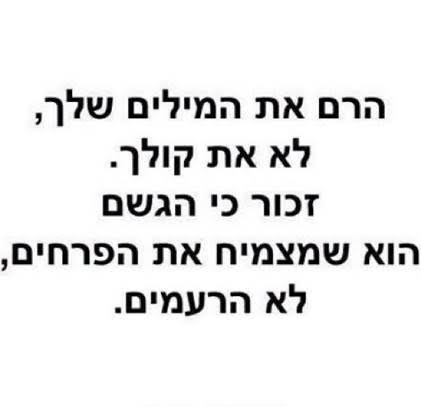 הרם את המילים שלך,
לא את קולך.
זכור כי הגשם
הוא שמצמיח את הפרחים,
לא הרעמים.